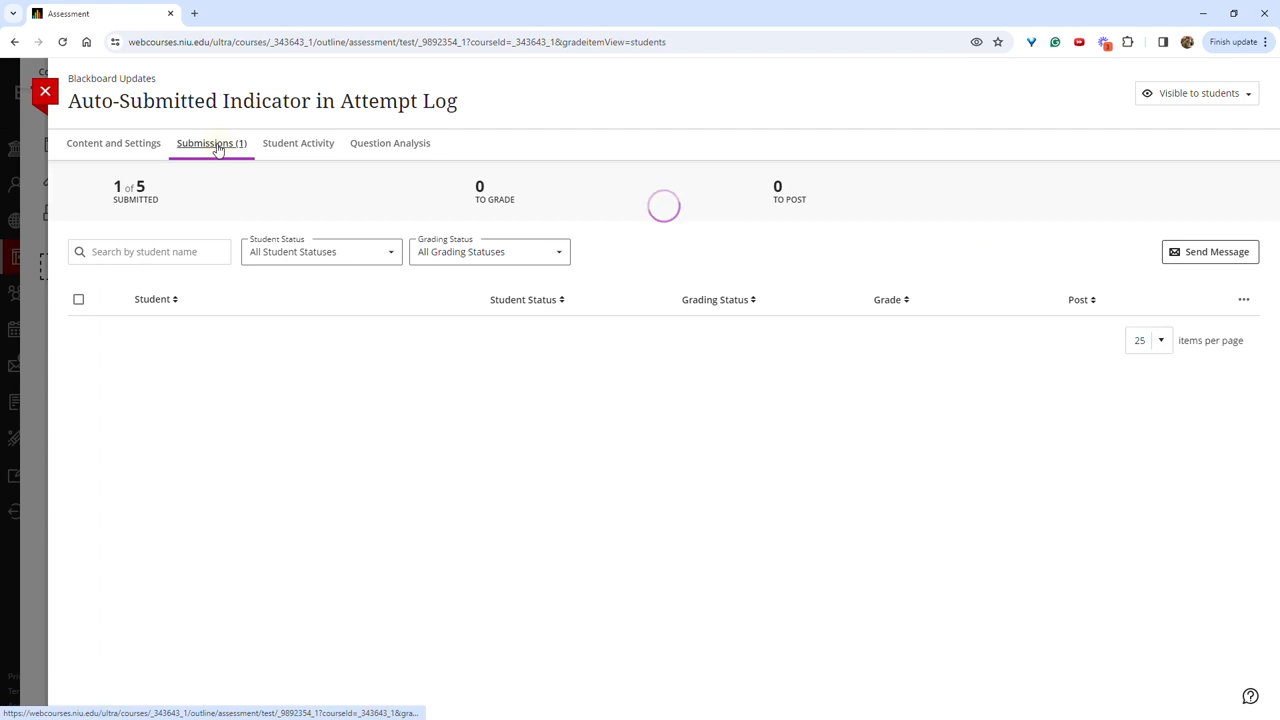 Assessment
webcourses.niu.edu/ultra/courses/_343643_1/outline/assessment/test/_9892354_1?courseId=_343643_1&gradeitemView=students
Finish update
Blackboard Updates
Auto-Submitted Indicator in Attempt Log
Visible to students
Content and Settings
Submissions (1)
Student Activity
Question Analysis
1 of 5
SUBMITTED
0
TO GRADE
0
TO POST
Search by student name
Student Status
All Student Statuses
Grading Status
All Grading Statuses
Send Message
Student
Student Status
Grading Status
Grade
Post
25
items per page
https://webcourses.niu.edu/ultra/courses/_343643_1/outline/assessment/test/_9892354_1?courseId=_343643_1&gra...